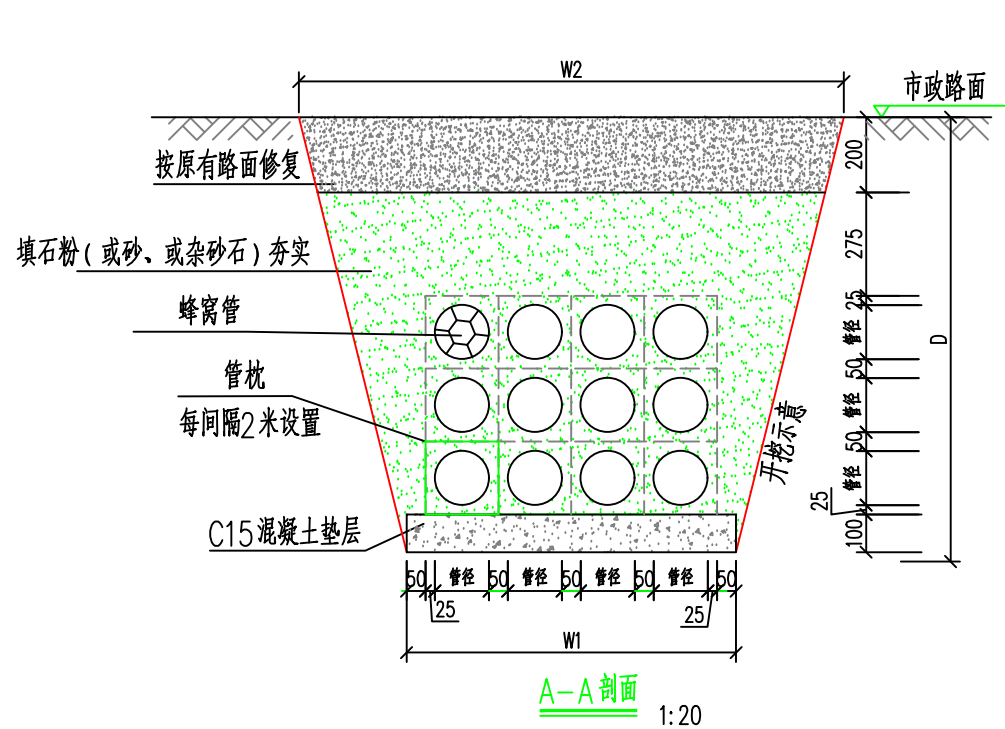 W2
市政路面
按原有路面修复
填石粉(或砂、或杂砂石)夯实
蜂窝管
管枕
每间隔2米设置
C15混凝土垫层
开挖示意
200
275
25
管径
50
管径
50
管径
25
100
D
50 管径 50 管径 50 管径 50 管径 50
25
25
W1
A-A剖面
1:20